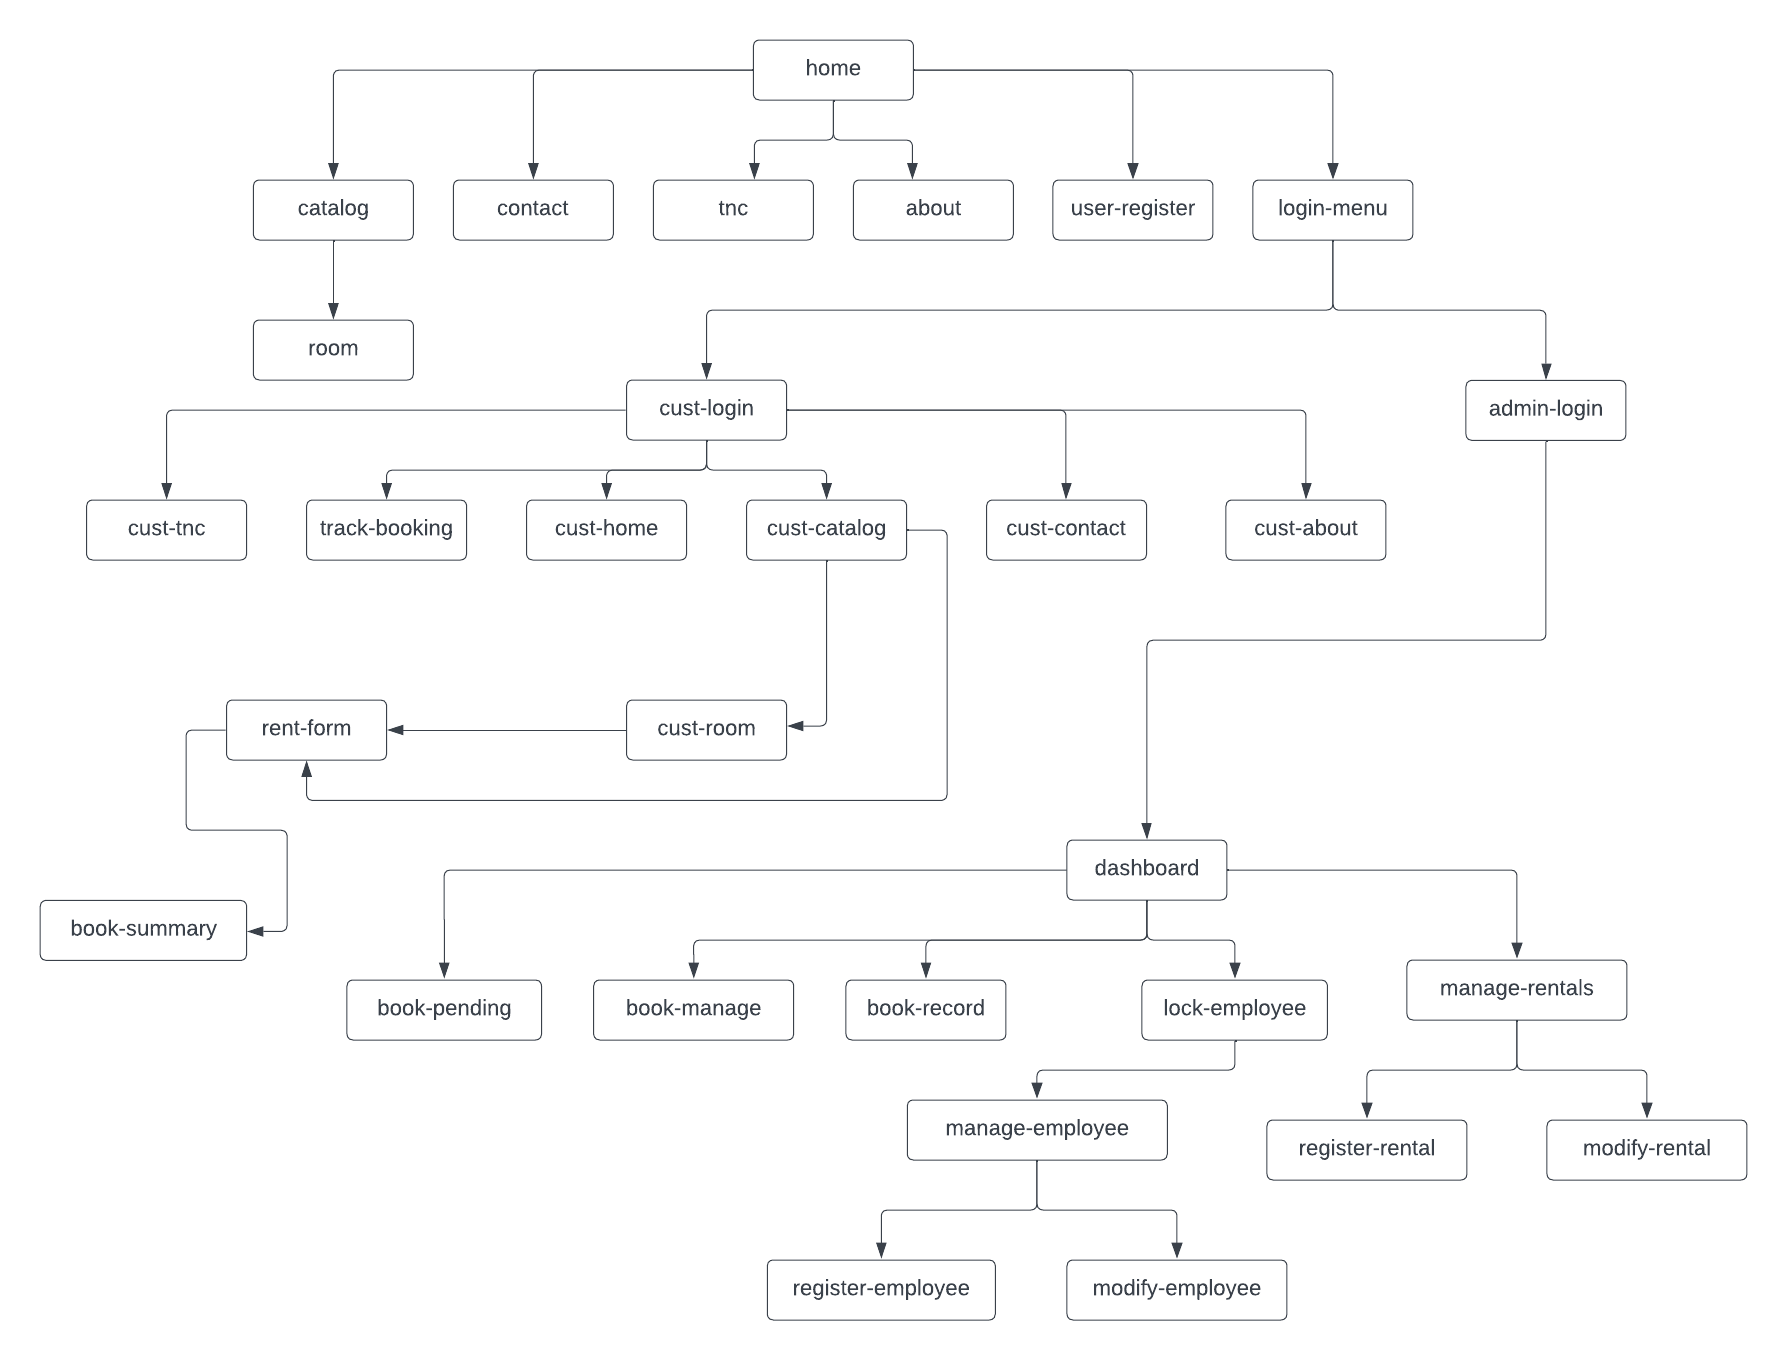 home
catalog
contact
tnc
about
user-register
login-menu
room
cust-login
admin-login
cust-tnc
track-booking
cust-home
cust-catalog
cust-contact
cust-about
rent-form
cust-room
dashboard
book-summary
book-pending
book-manage
book-record
lock-employee
manage-rentals
manage-employee
register-rental
modify-rental
register-employee
modify-employee